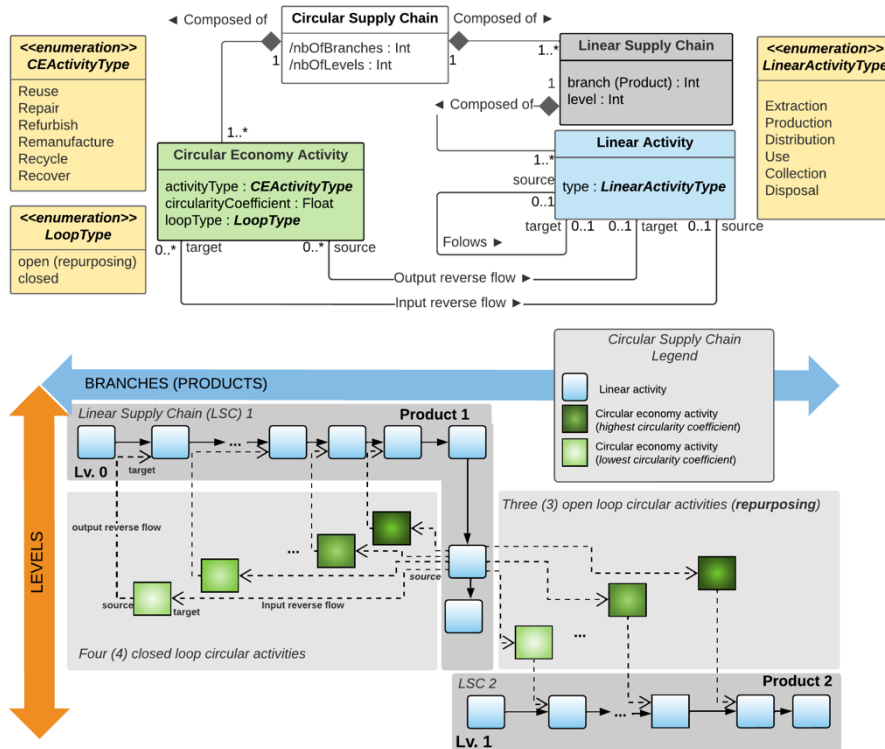 ◄ Composed of
Circular Supply Chain
Composed of ►
/nbOfBranches : Int
/nbOfLevels : Int
1
1
1..*
1..*
<<enumeration>>
CEActivityType
Reuse
Repair
Refurbish
Remanufacture
Recycle
Recover
Linear Supply Chain
branch (Product) : Int
level : Int
1
◄ Composed of
1..*
<<enumeration>>
LinearActivityType
Extraction
Production
Distribution
Use
Collection
Disposal
Circular Economy Activity
activityType : CEActivityType
circularityCoefficient : Float
loopType : LoopType
Linear Activity
type : LinearActivityType
source
0..1
target
0..1
0..1
target
0..1
source
Folows ►
<<enumeration>>
LoopType
open (repurposing)
closed
0..*
target
0..*
source
Output reverse flow ►
Input reverse flow ►
BRANCHES (PRODUCTS)
LEVELS
Circular Supply Chain
Legend
Linear activity
Circular economy activity
(highest circularity coefficient)
Circular economy activity
(lowest circularity coefficient)
Linear Supply Chain (LSC) 1
Product 1
...
Lv. 0
target
output reverse flow
...
source
source
target
Input reverse flow
Four (4) closed loop circular activities
Three (3) open loop circular activities (repurposing)
...
LSC 2
Product 2
...
Lv. 1